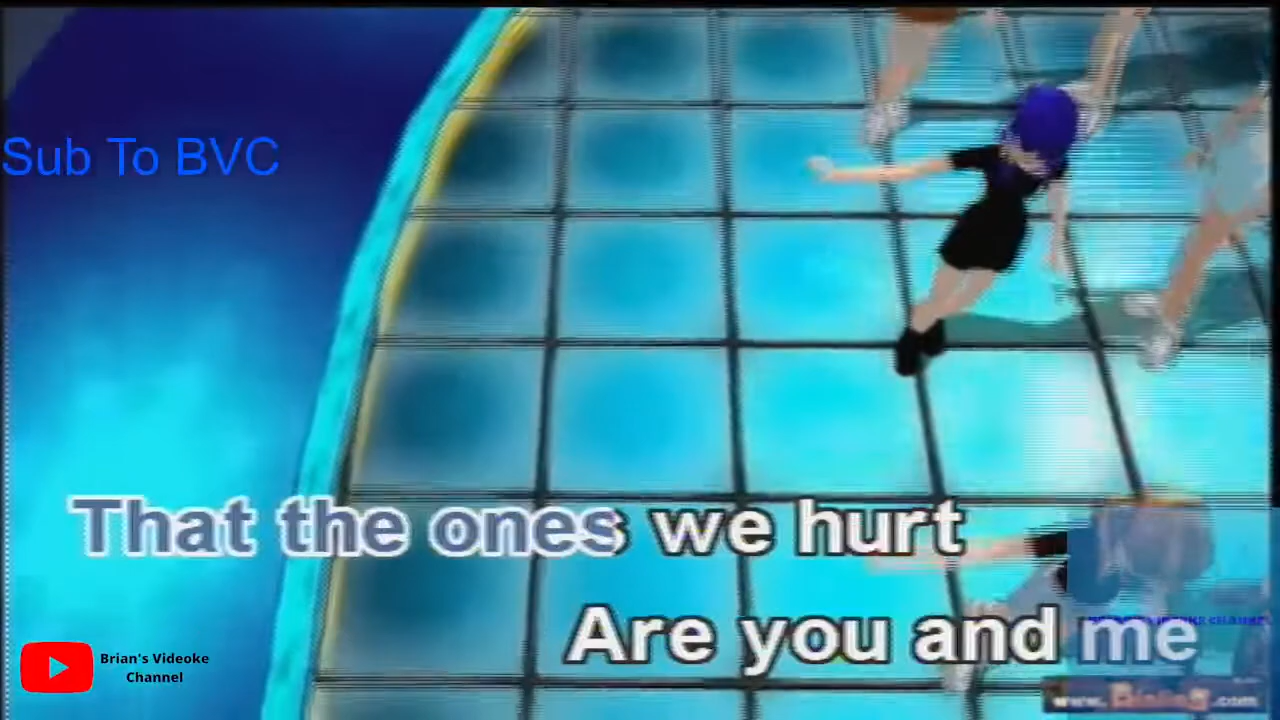 Sub To BVC
That the ones we hurt
Are you and me
Brian's Videoke
Channel